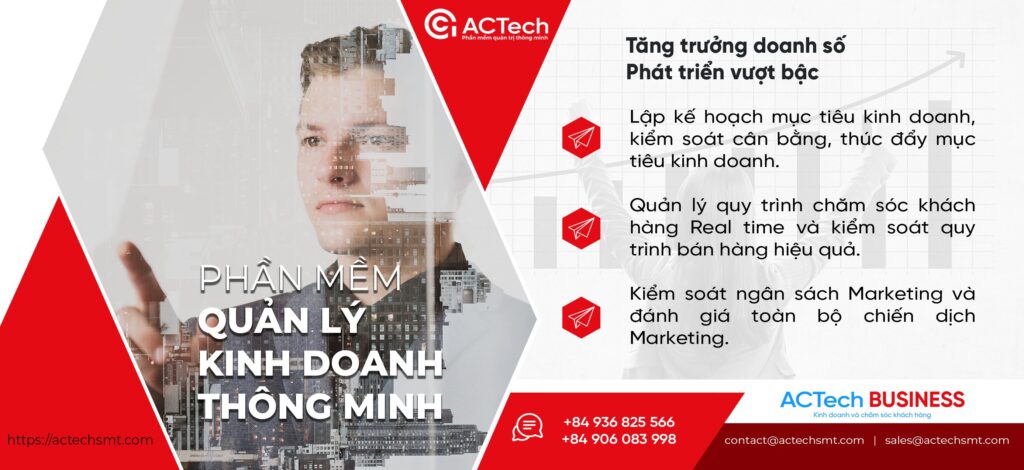 ACTech
Phần mềm quản trị thông minh
PHẦN MỀM
QUẢN LÝ
KINH DOANH
THÔNG MINH
https://actechsmt.com
Tăng trưởng doanh số
Phát triển vượt bậc
Lập kế hoạch mục tiêu kinh doanh,
kiểm soát cân bằng, thúc đẩy mục
tiêu kinh doanh.
Quản lý quy trình chăm sóc khách
hàng Real time và kiểm soát quy
trình bán hàng hiệu quả.
Kiểm soát ngân sách Marketing và
đánh giá toàn bộ chiến dịch
Marketing.
ACTech BUSINESS
Kinh doanh và chăm sóc khách hàng
+84 936 825 566
+84 906 083 998
contact@actechsmt.com | sales@actechsmt.com